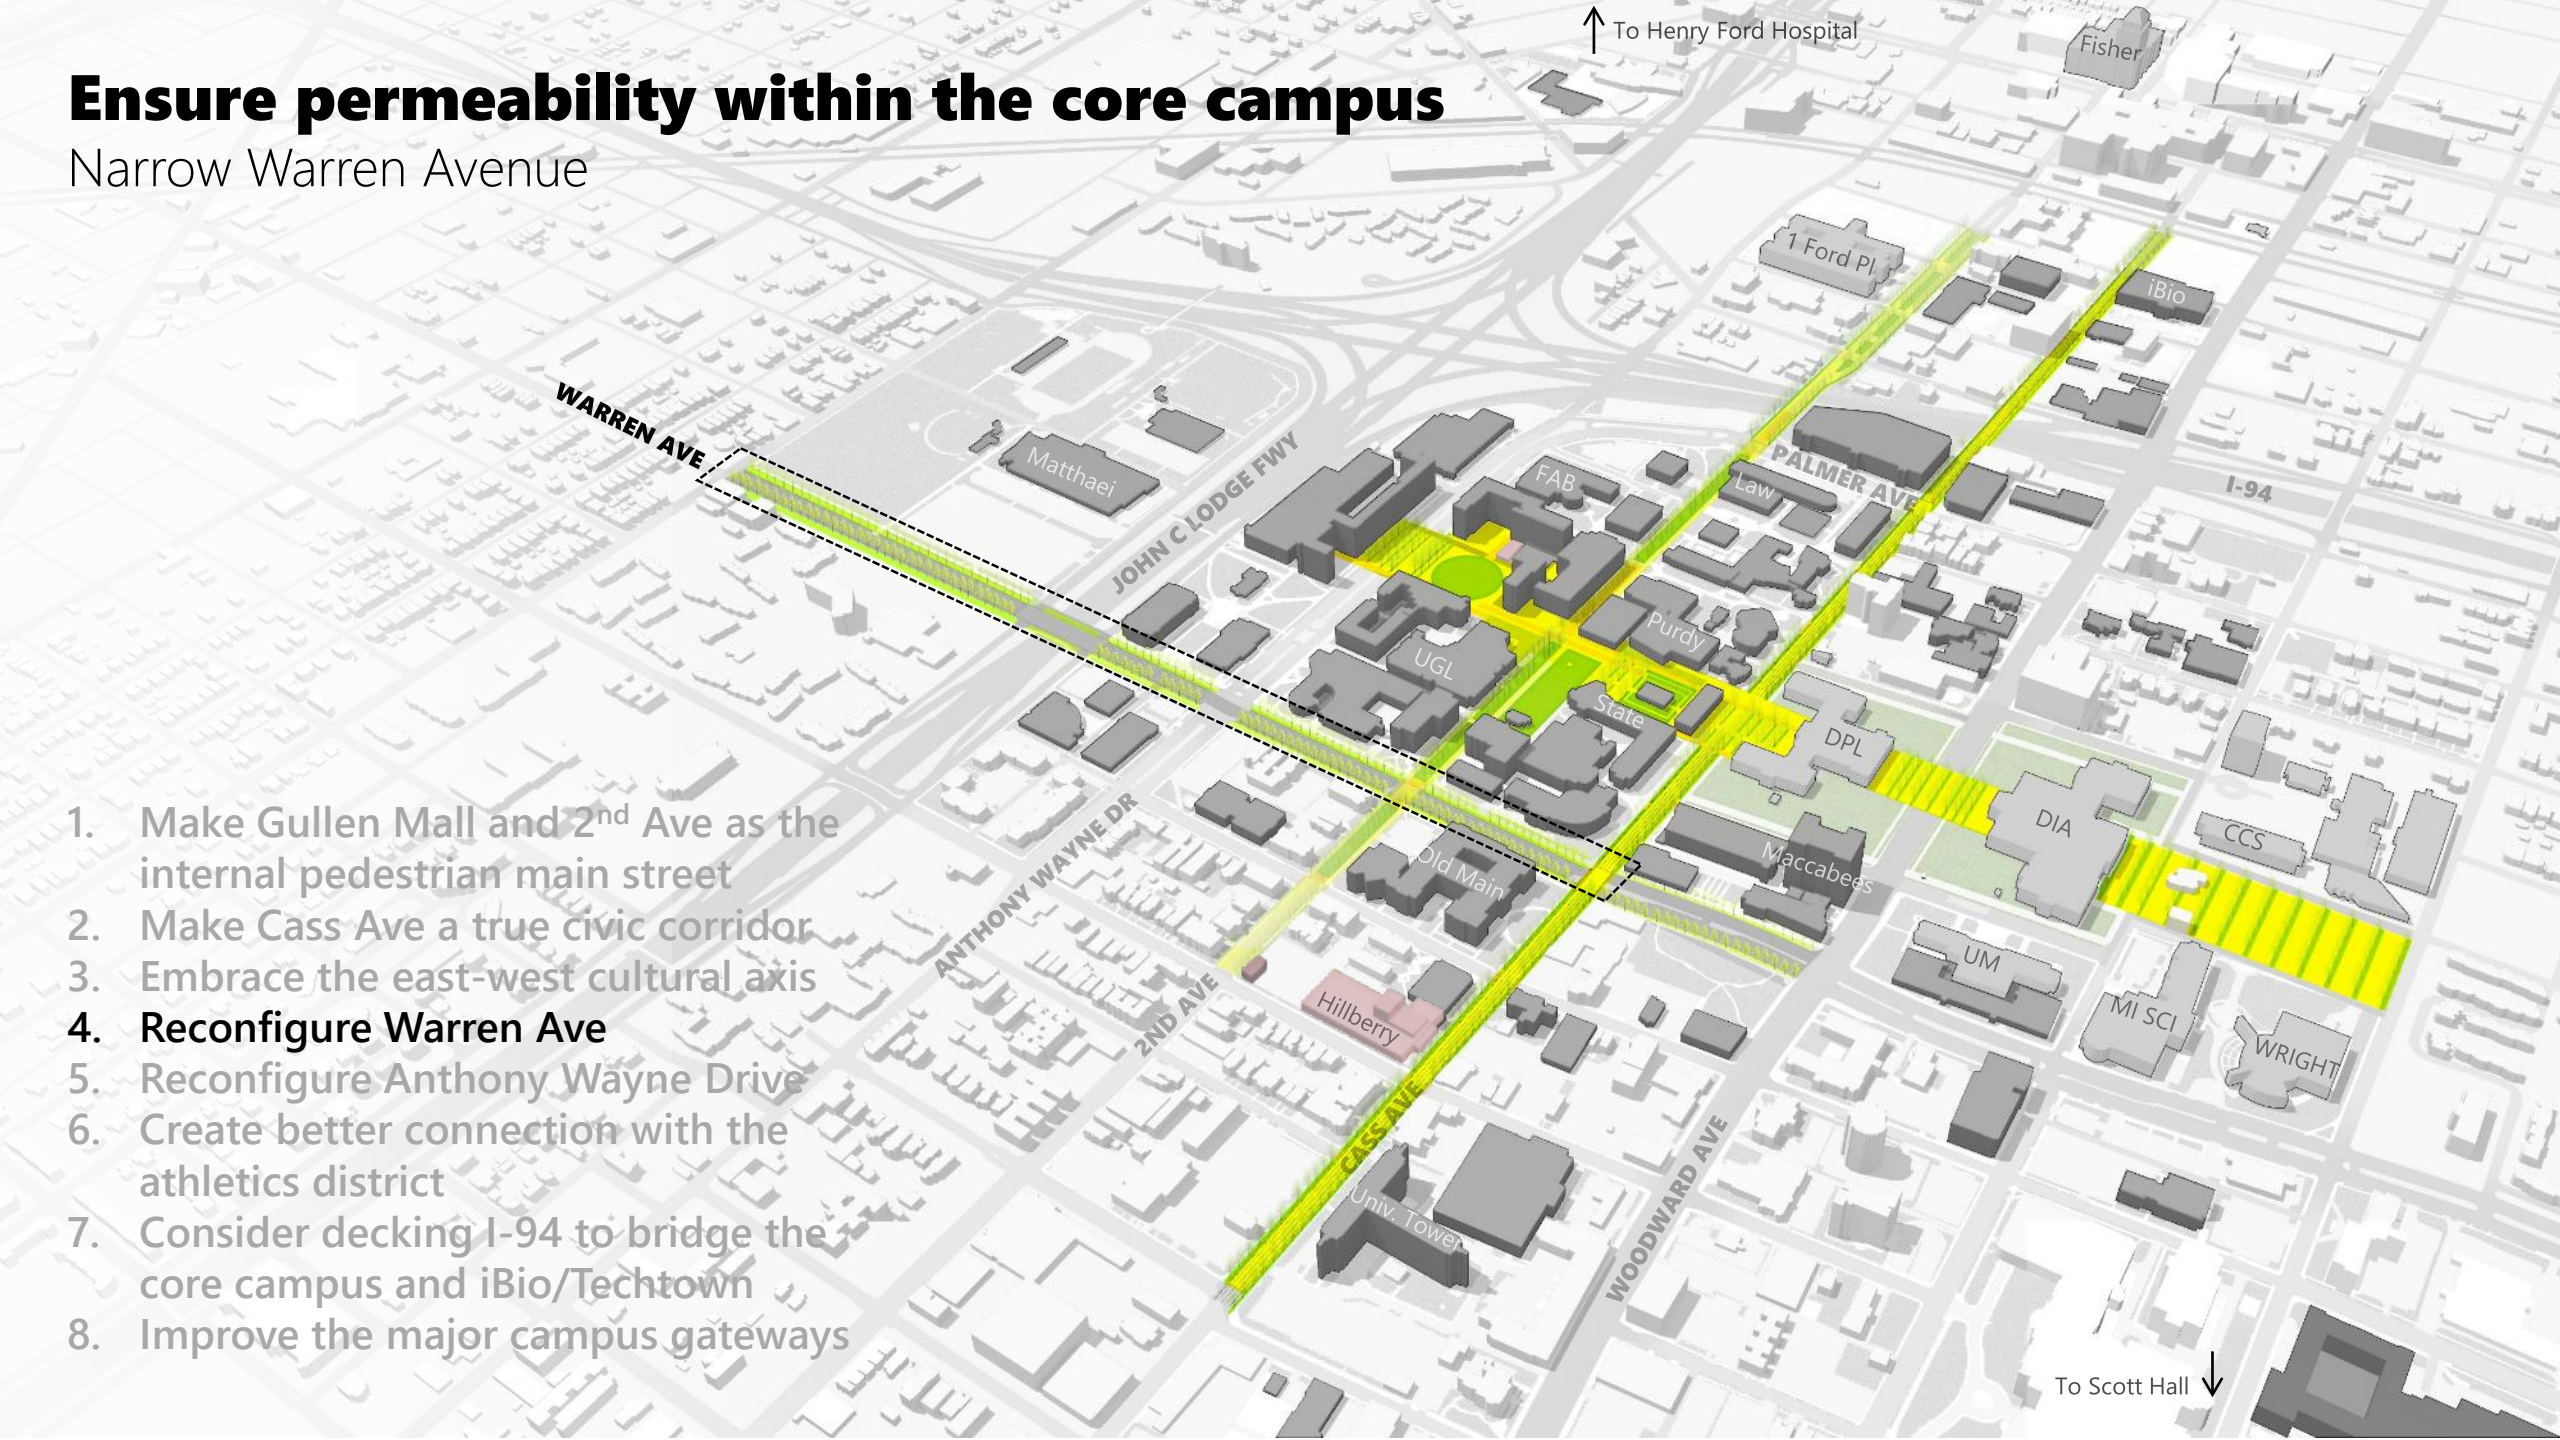 Ensure permeability within the core campus
Narrow Warren Avenue
To Henry Ford Hospital
Fisher
1 Ford Pl
iBio
WARREN AVE
Matthaei
JOHN C LODGE FWY
FAB
Law
PALMER AVE
I-94
Purdy
UGL
State
DPL
DIA
CCS
Old Main
Maccabees
ANTHONY WAYNE DR
UM
MI SCI
WRIGHT
2ND AVE
Hillberry
CASS AVE
Univ. Tower
WOODWARD AVE
To Scott Hall
1. Make Gullen Mall and 2nd Ave as the
internal pedestrian main street
2. Make Cass Ave a true civic corridor
3. Embrace the east-west cultural axis
4. Reconfigure Warren Ave
5. Reconfigure Anthony Wayne Drive
6. Create better connection with the
athletics district
7. Consider decking I-94 to bridge the
core campus and iBio/Techtown
8. Improve the major campus gateways